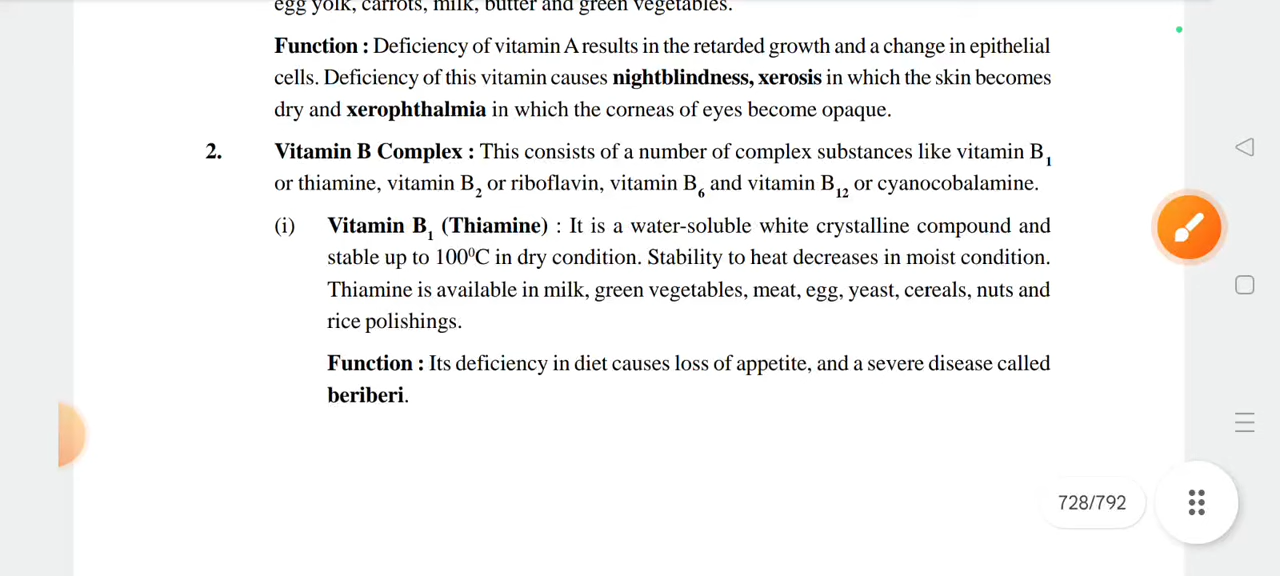 egg yolk, carrots, milk, butter and green vegetables.
Function : Deficiency of vitamin A results in the retarded growth and a change in epithelial
cells. Deficiency of this vitamin causes nightblindness, xerosis in which the skin becomes
dry and xerophthalmia in which the corneas of eyes become opaque.
2. Vitamin B Complex : This consists of a number of complex substances like vitamin B₁
or thiamine, vitamin B₂ or riboflavin, vitamin B₆ and vitamin B₁₂ or cyanocobalamine.
(i) Vitamin B₁ (Thiamine) : It is a water-soluble white crystalline compound and
stable up to 100⁰C in dry condition. Stability to heat decreases in moist condition.
Thiamine is available in milk, green vegetables, meat, egg, yeast, cereals, nuts and
rice polishings.
Function : Its deficiency in diet causes loss of appetite, and a severe disease called
beriberi.
728/792